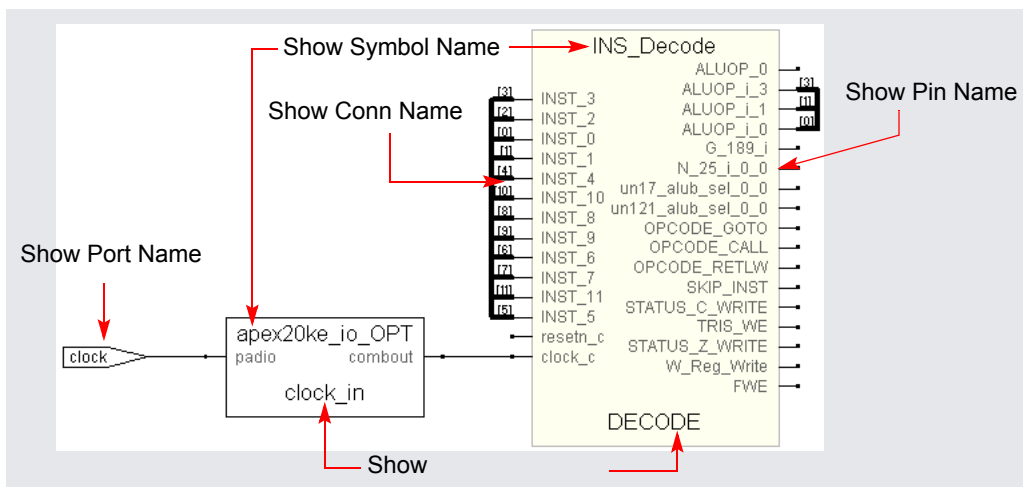 Show Symbol Name
INS_Decode
Show Conn Name
Show Pin Name
Show Port Name
[3]
[2]
[0]
[1]
[4]
[10]
[8]
[9]
[6]
[7]
[11]
[5]
INST_3
INST_2
INST_0
INST_1
INST_4
INST_10
INST_8
INST_9
INST_6
INST_7
INST_11
INST_5
resetn_c
clock_c
ALUOP_0
ALUOP_i_3
ALUOP_i_1
ALUOP_i_0
G_189_i
N_25_i_0_0
un17_alub_sel_0_0
un121_alub_sel_0_0
OPCODE_GOTO
OPCODE_CALL
OPCODE_RETLW
SKIP_INST
STATUS_C_WRITE
TRIS_WE
STATUS_Z_WRITE
W_Reg_Write
FWE
[3]
[1]
[0]
DECODE
clock
apex20ke_io_OPT
padio combout
clock_in
Show